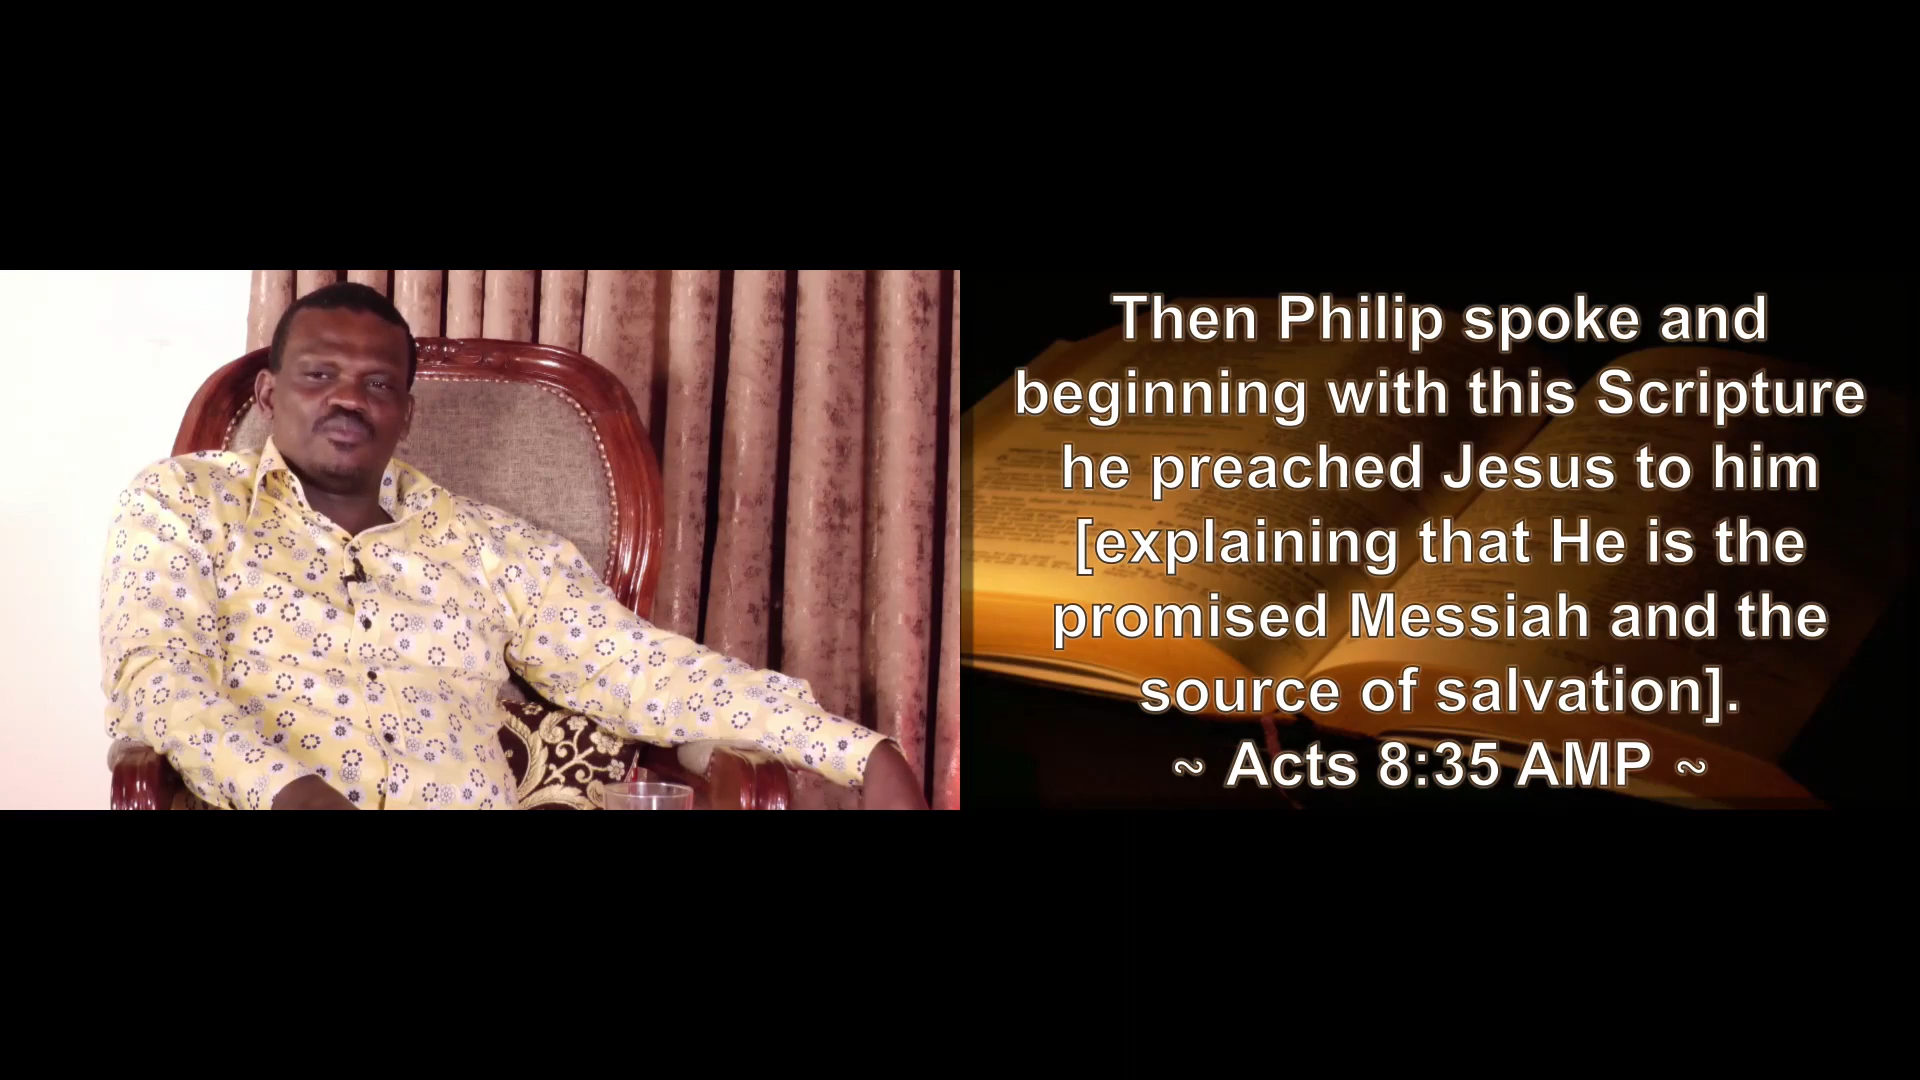 Then Philip spoke and
beginning with this Scripture
he preached Jesus to him
[explaining that He is the
promised Messiah and the
source of salvation].
~ Acts 8:35 AMP ~